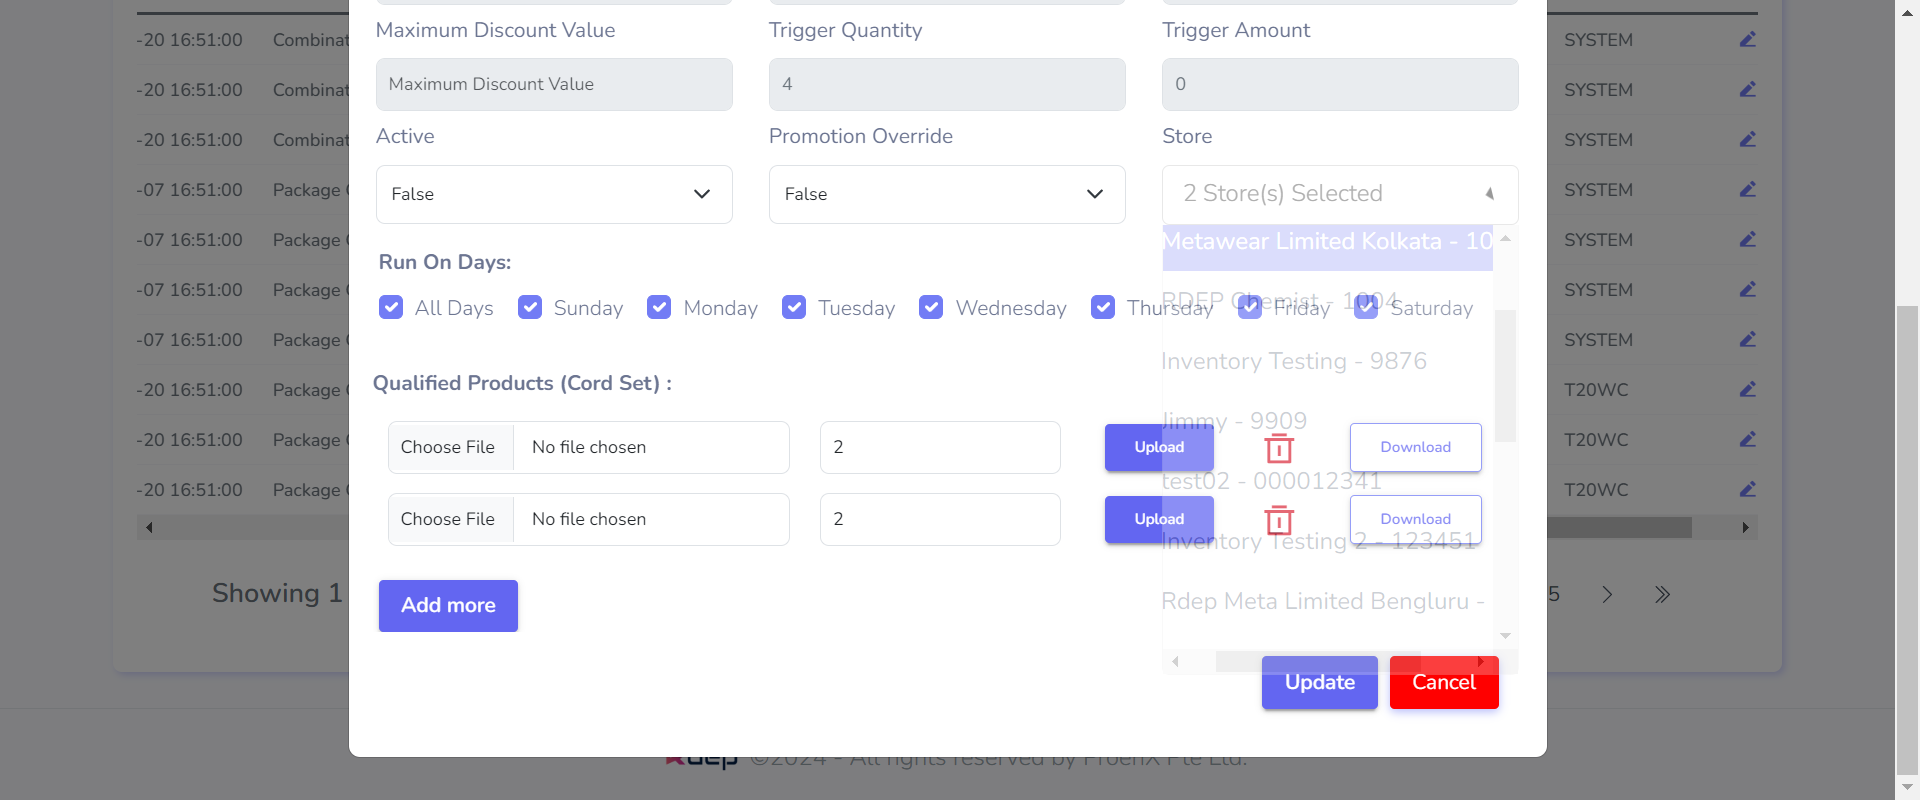 Maximum Discount Value Trigger Quantity Trigger Amount
-20 16:51:00 Combinat SYSTEM
Maximum Discount Value 4 0
-20 16:51:00 Combinat SYSTEM
Active Promotion Override Store
-20 16:51:00 Combinat SYSTEM
-07 16:51:00 Package SYSTEM
False False 2 Store(s) Selected
-07 16:51:00 Package SYSTEM
Metawear Limited Kolkata - 10
Run On Days:
-07 16:51:00 Package SYSTEM
RDEP Chemist - 1004
All Days Sunday Monday Tuesday Wednesday Thursday Friday Saturday
-07 16:51:00 Package SYSTEM
Inventory Testing - 9876
Qualified Products (Cord Set) :
-20 16:51:00 Package T20WC
Jimmy - 9909
-20 16:51:00 Package T20WC
Choose File No file chosen 2 Upload Download
test02 - 000012341
-20 16:51:00 Package T20WC
Choose File No file chosen 2 Upload Download
Inventory Testing 2 - 123451
Showing 1 5
Add more
Rdep Meta Limited Bengluru -
Update Cancel
Rdep ©2024 - All rights reserved by ProenX Pte Ltd.